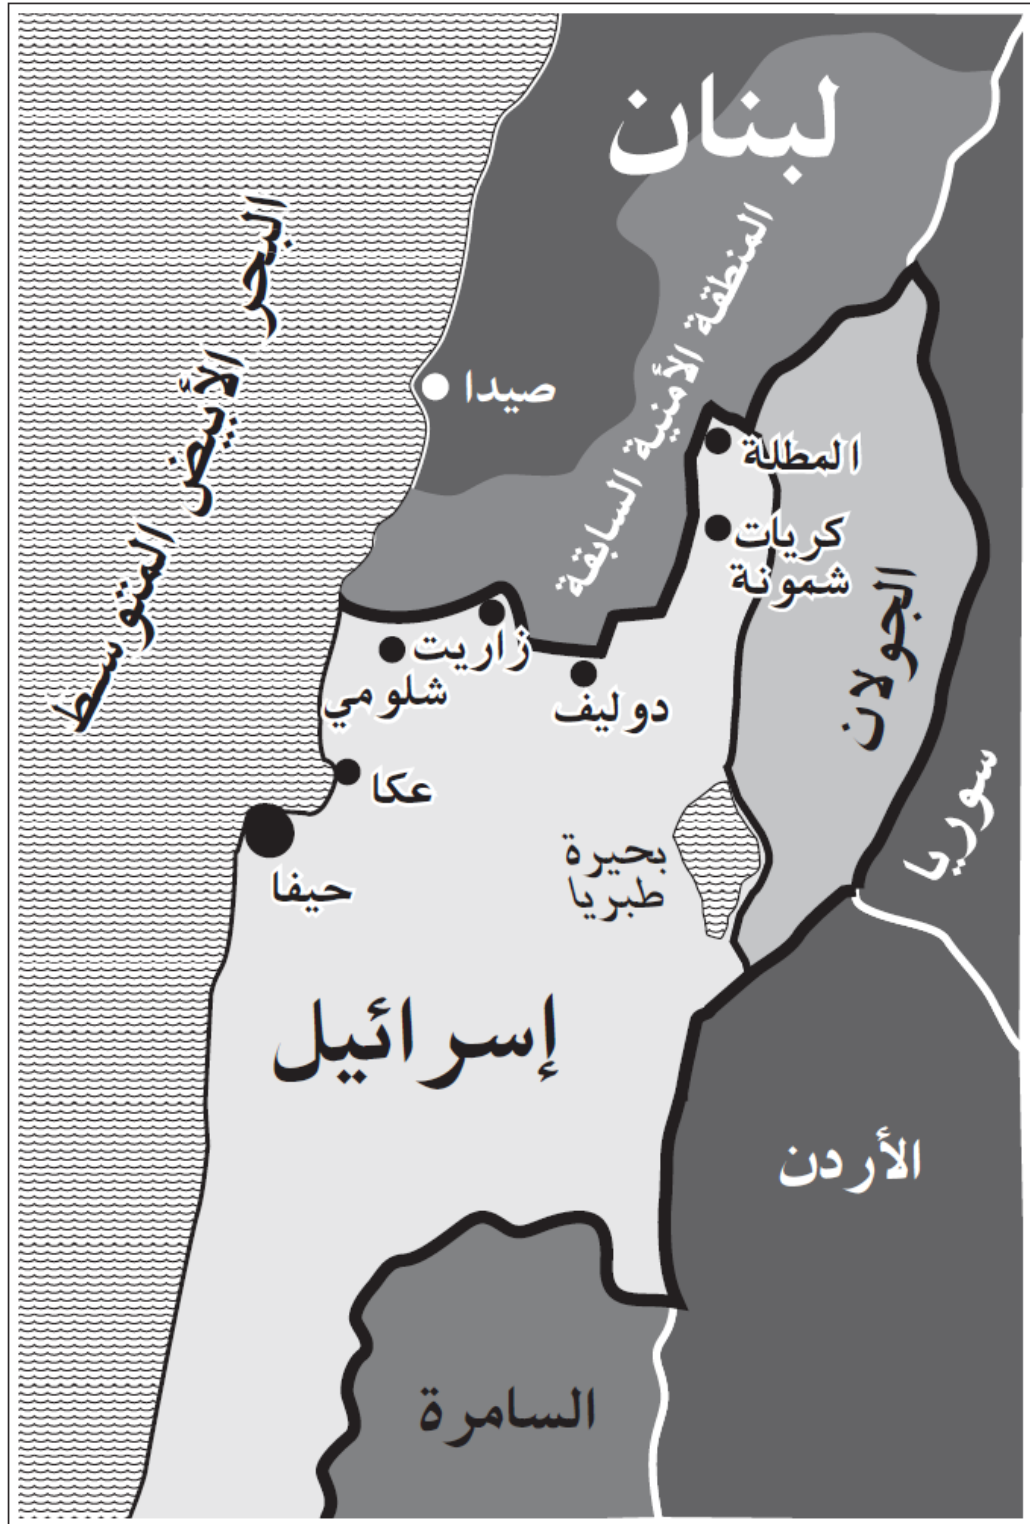 لبنان
البحر الأبيض المتوسط
المنطقة الأمنية السابقة
صيدا
المطلة
كريات
شمونة
الجولان
زاريت
شلومي
دوليف
سوريا
عكا
بحيرة
طبريا
حيفا
إسرائيل
الأردن
السامرة